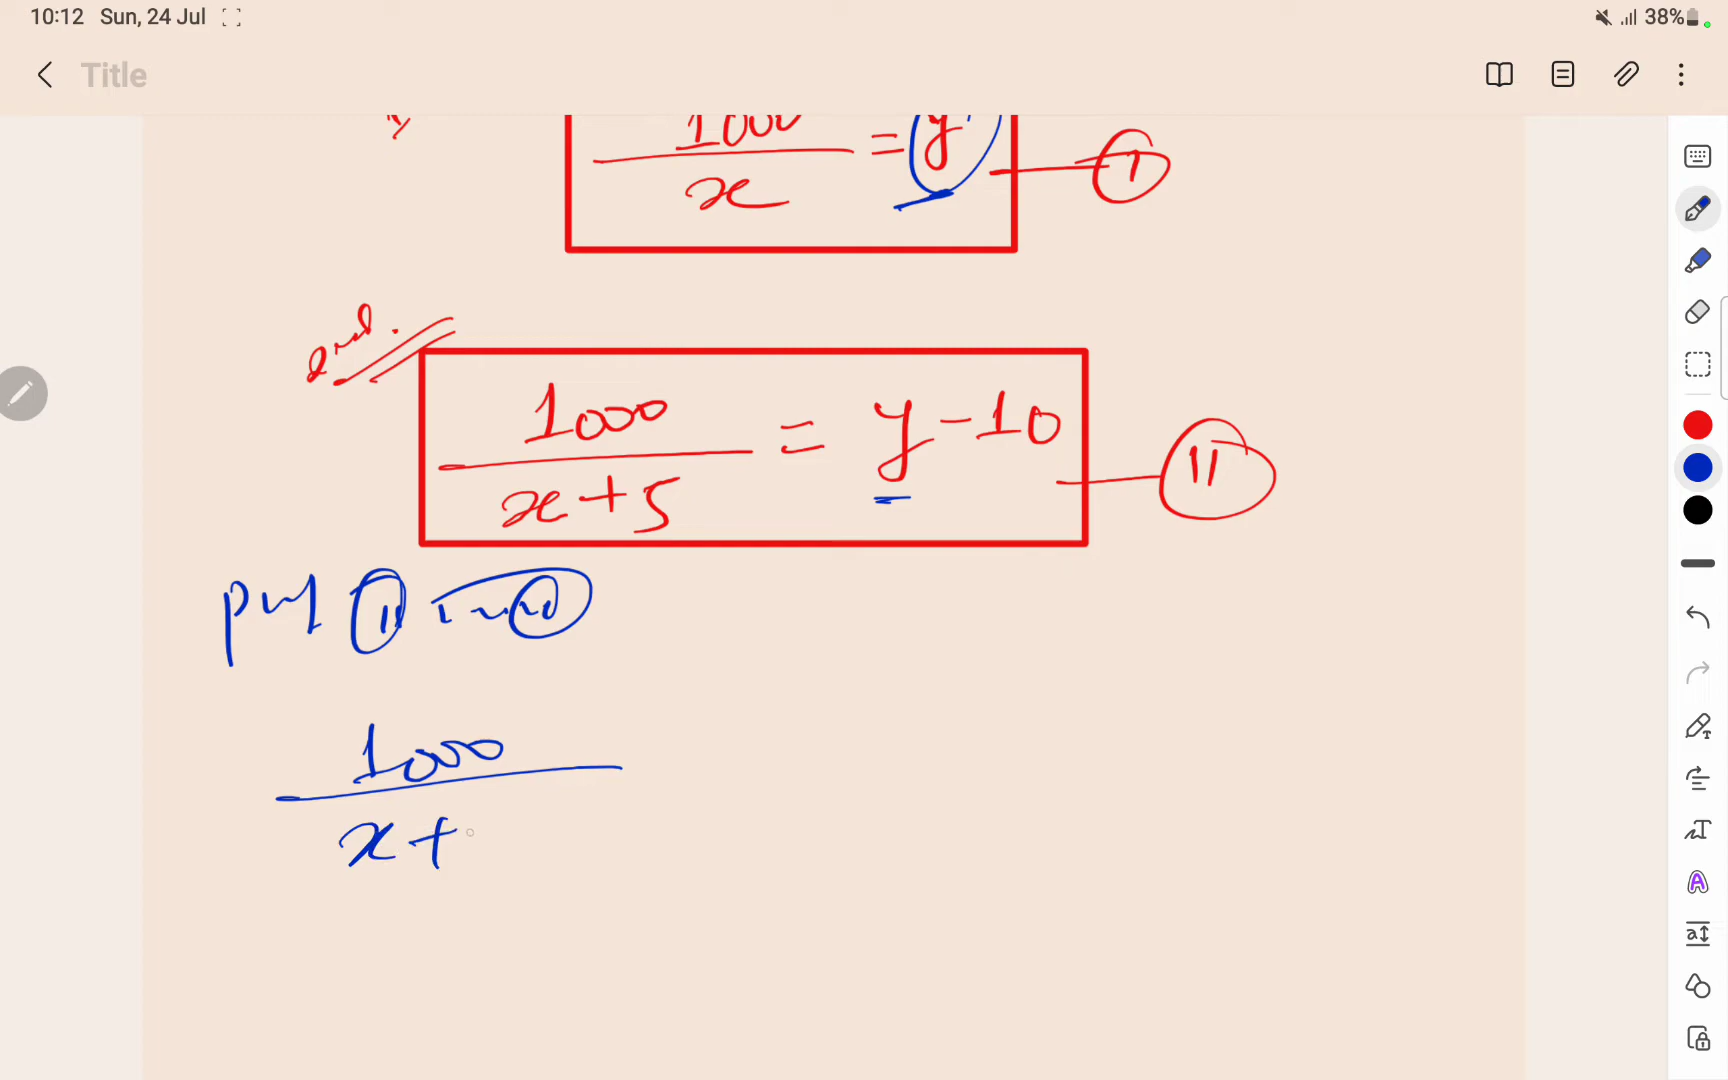 10:12 Sun, 24 Jul 38%
Title
1000 / x = y
I
2nd.
1000 / x + 5 = y - 10
II
put II in
1000 / x +